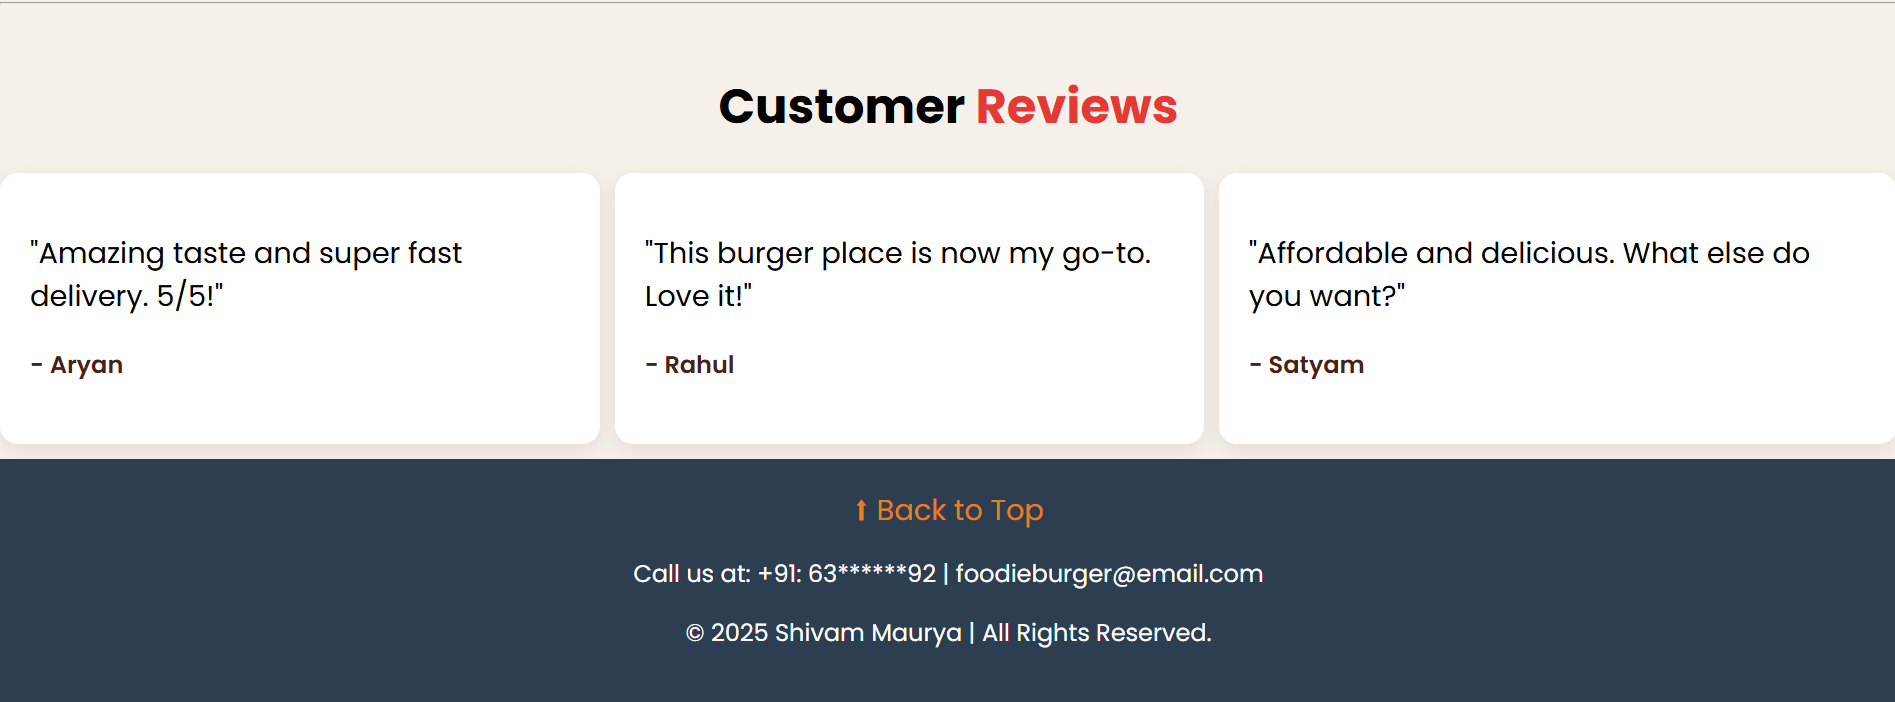 Customer Reviews
"Amazing taste and super fast
delivery. 5/5!"
- Aryan
"This burger place is now my go-to.
Love it!"
- Rahul
"Affordable and delicious. What else do
you want?"
- Satyam
⬆ Back to Top
Call us at: +91: 63******92 | foodieburger@email.com
© 2025 Shivam Maurya | All Rights Reserved.